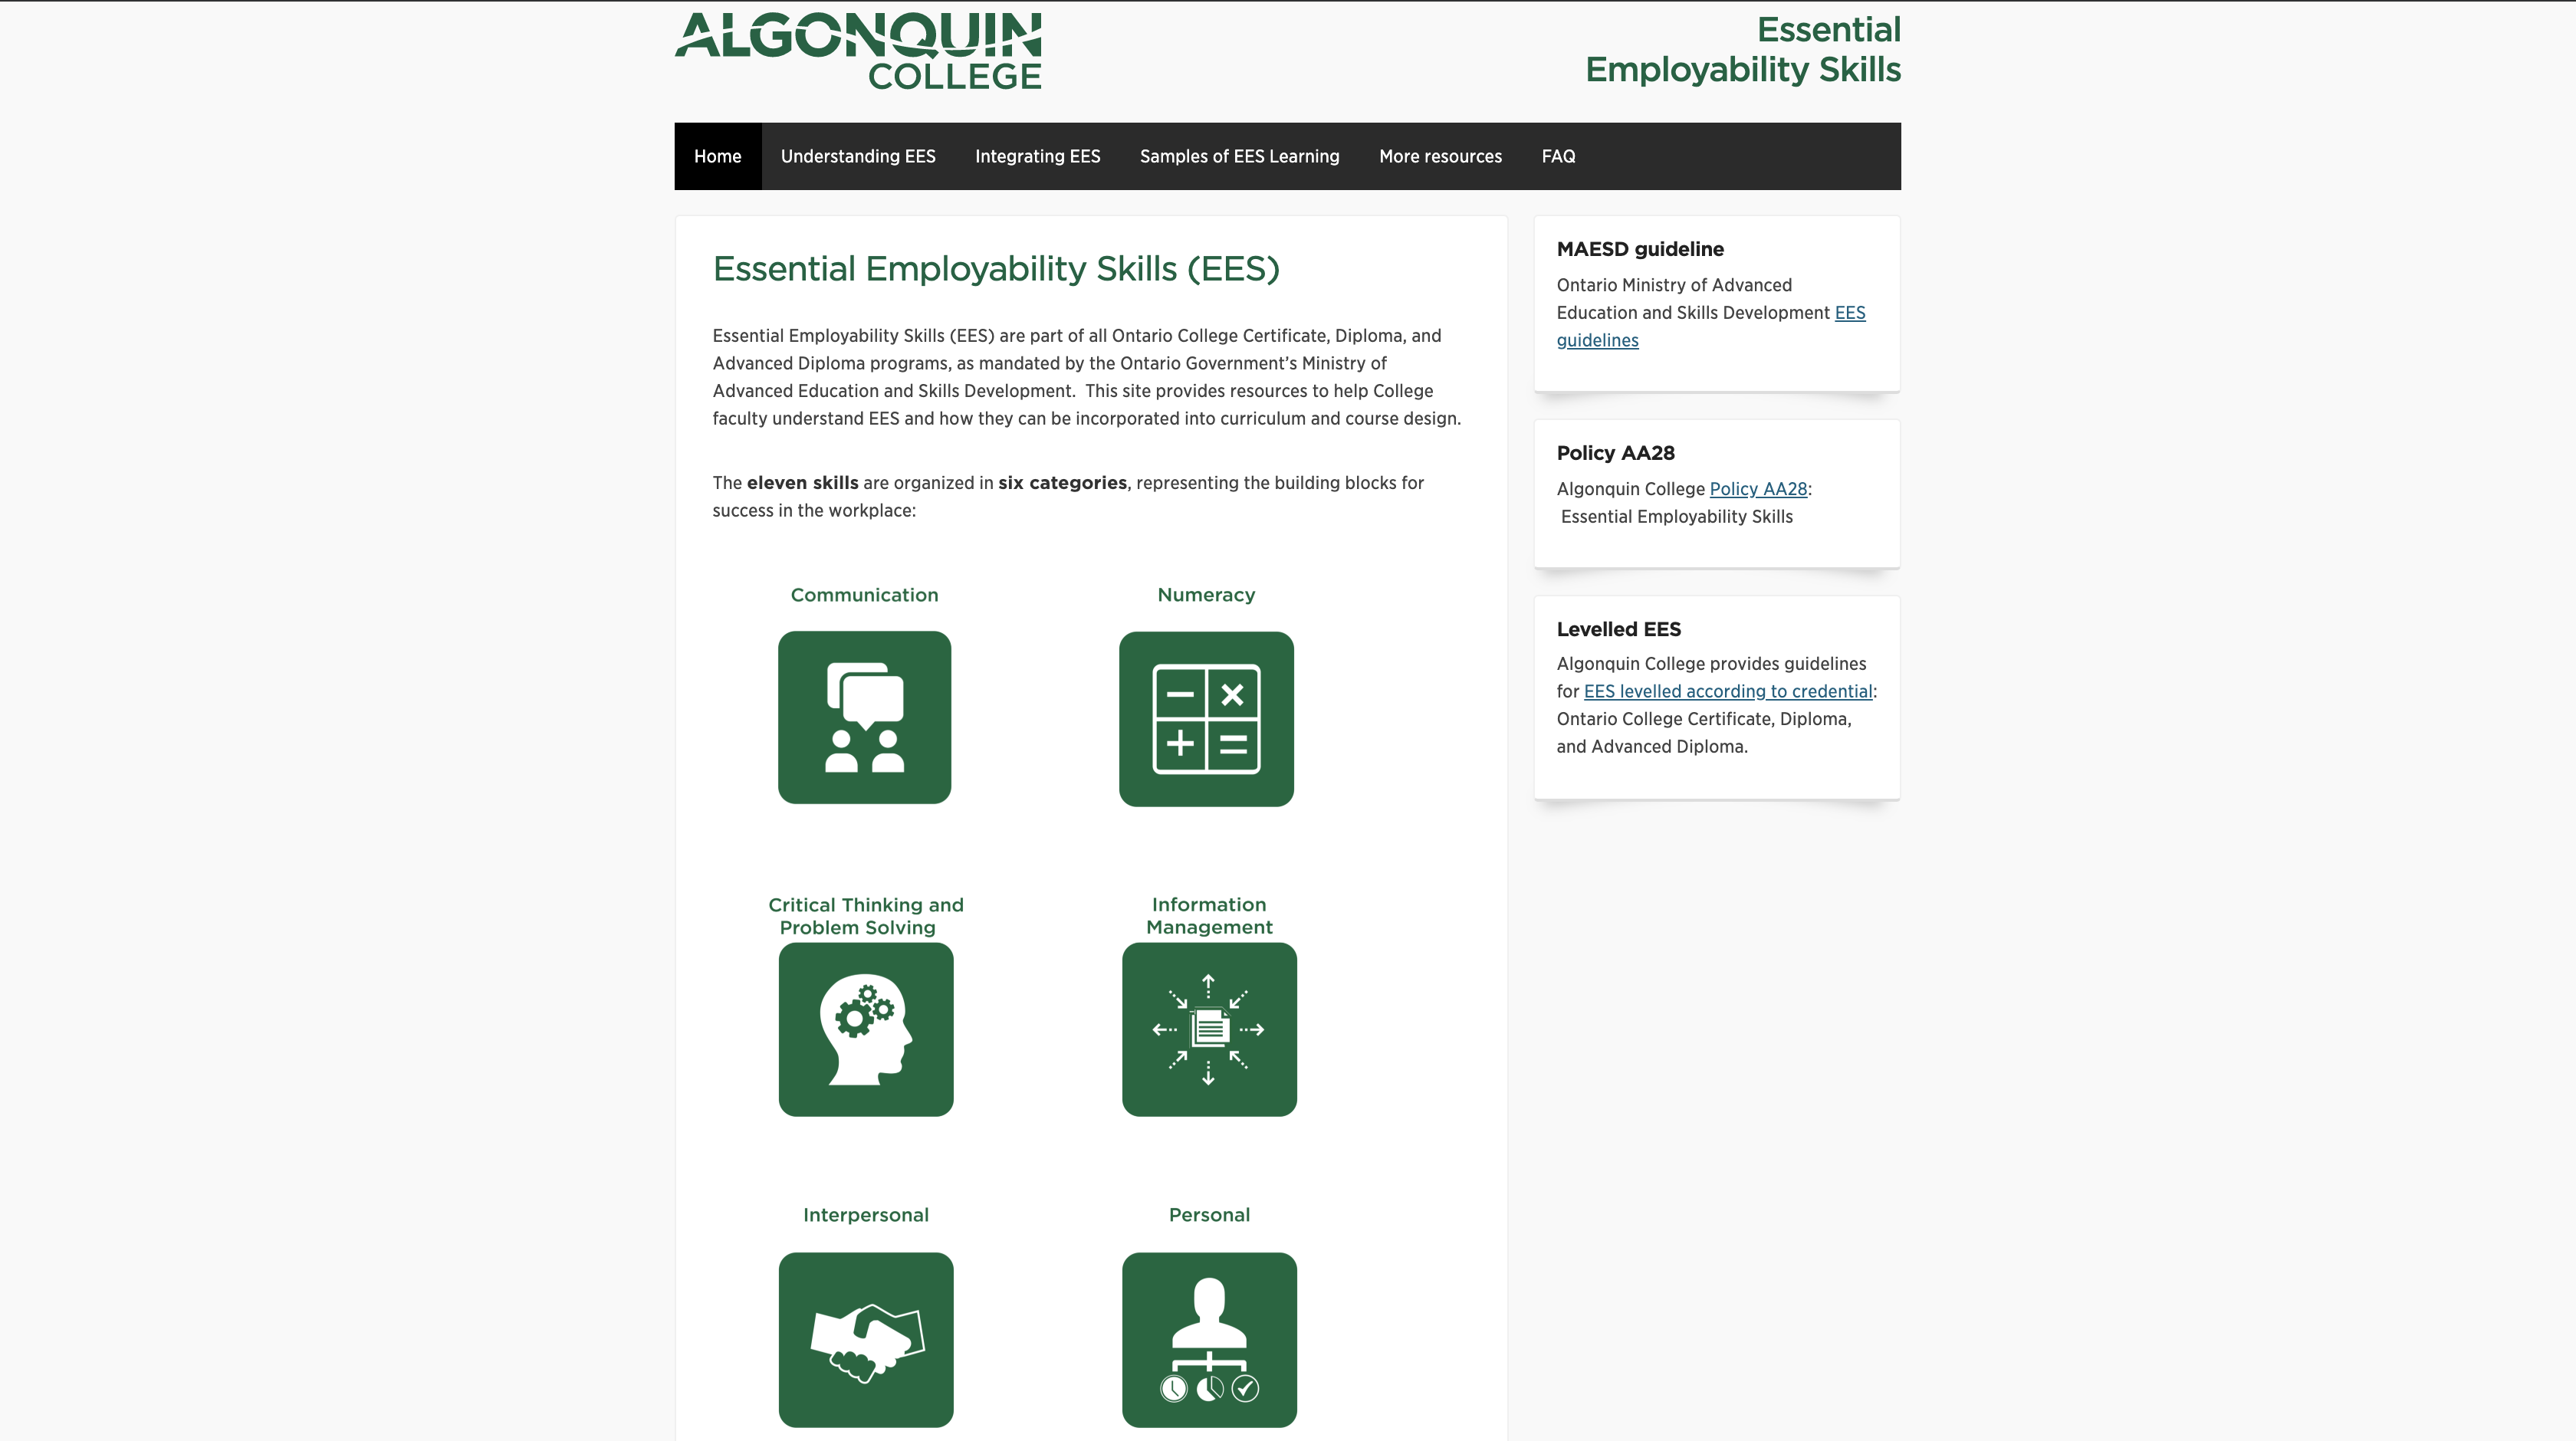 ALGONQUIN
COLLEGE
Essential
Employability Skills
Home Understanding EES Integrating EES Samples of EES Learning More resources FAQ
Essential Employability Skills (EES)
Essential Employability Skills (EES) are part of all Ontario College Certificate, Diploma, and
Advanced Diploma programs, as mandated by the Ontario Government’s Ministry of
Advanced Education and Skills Development.  This site provides resources to help College
faculty understand EES and how they can be incorporated into curriculum and course design.
The eleven skills are organized in six categories, representing the building blocks for
success in the workplace:
Communication
Numeracy
Critical Thinking and
Problem Solving
Information
Management
Interpersonal
Personal
MAESD guideline
Ontario Ministry of Advanced
Education and Skills Development EES
guidelines
Policy AA28
Algonquin College Policy AA28:
Essential Employability Skills
Levelled EES
Algonquin College provides guidelines
for EES levelled according to credential:
Ontario College Certificate, Diploma,
and Advanced Diploma.